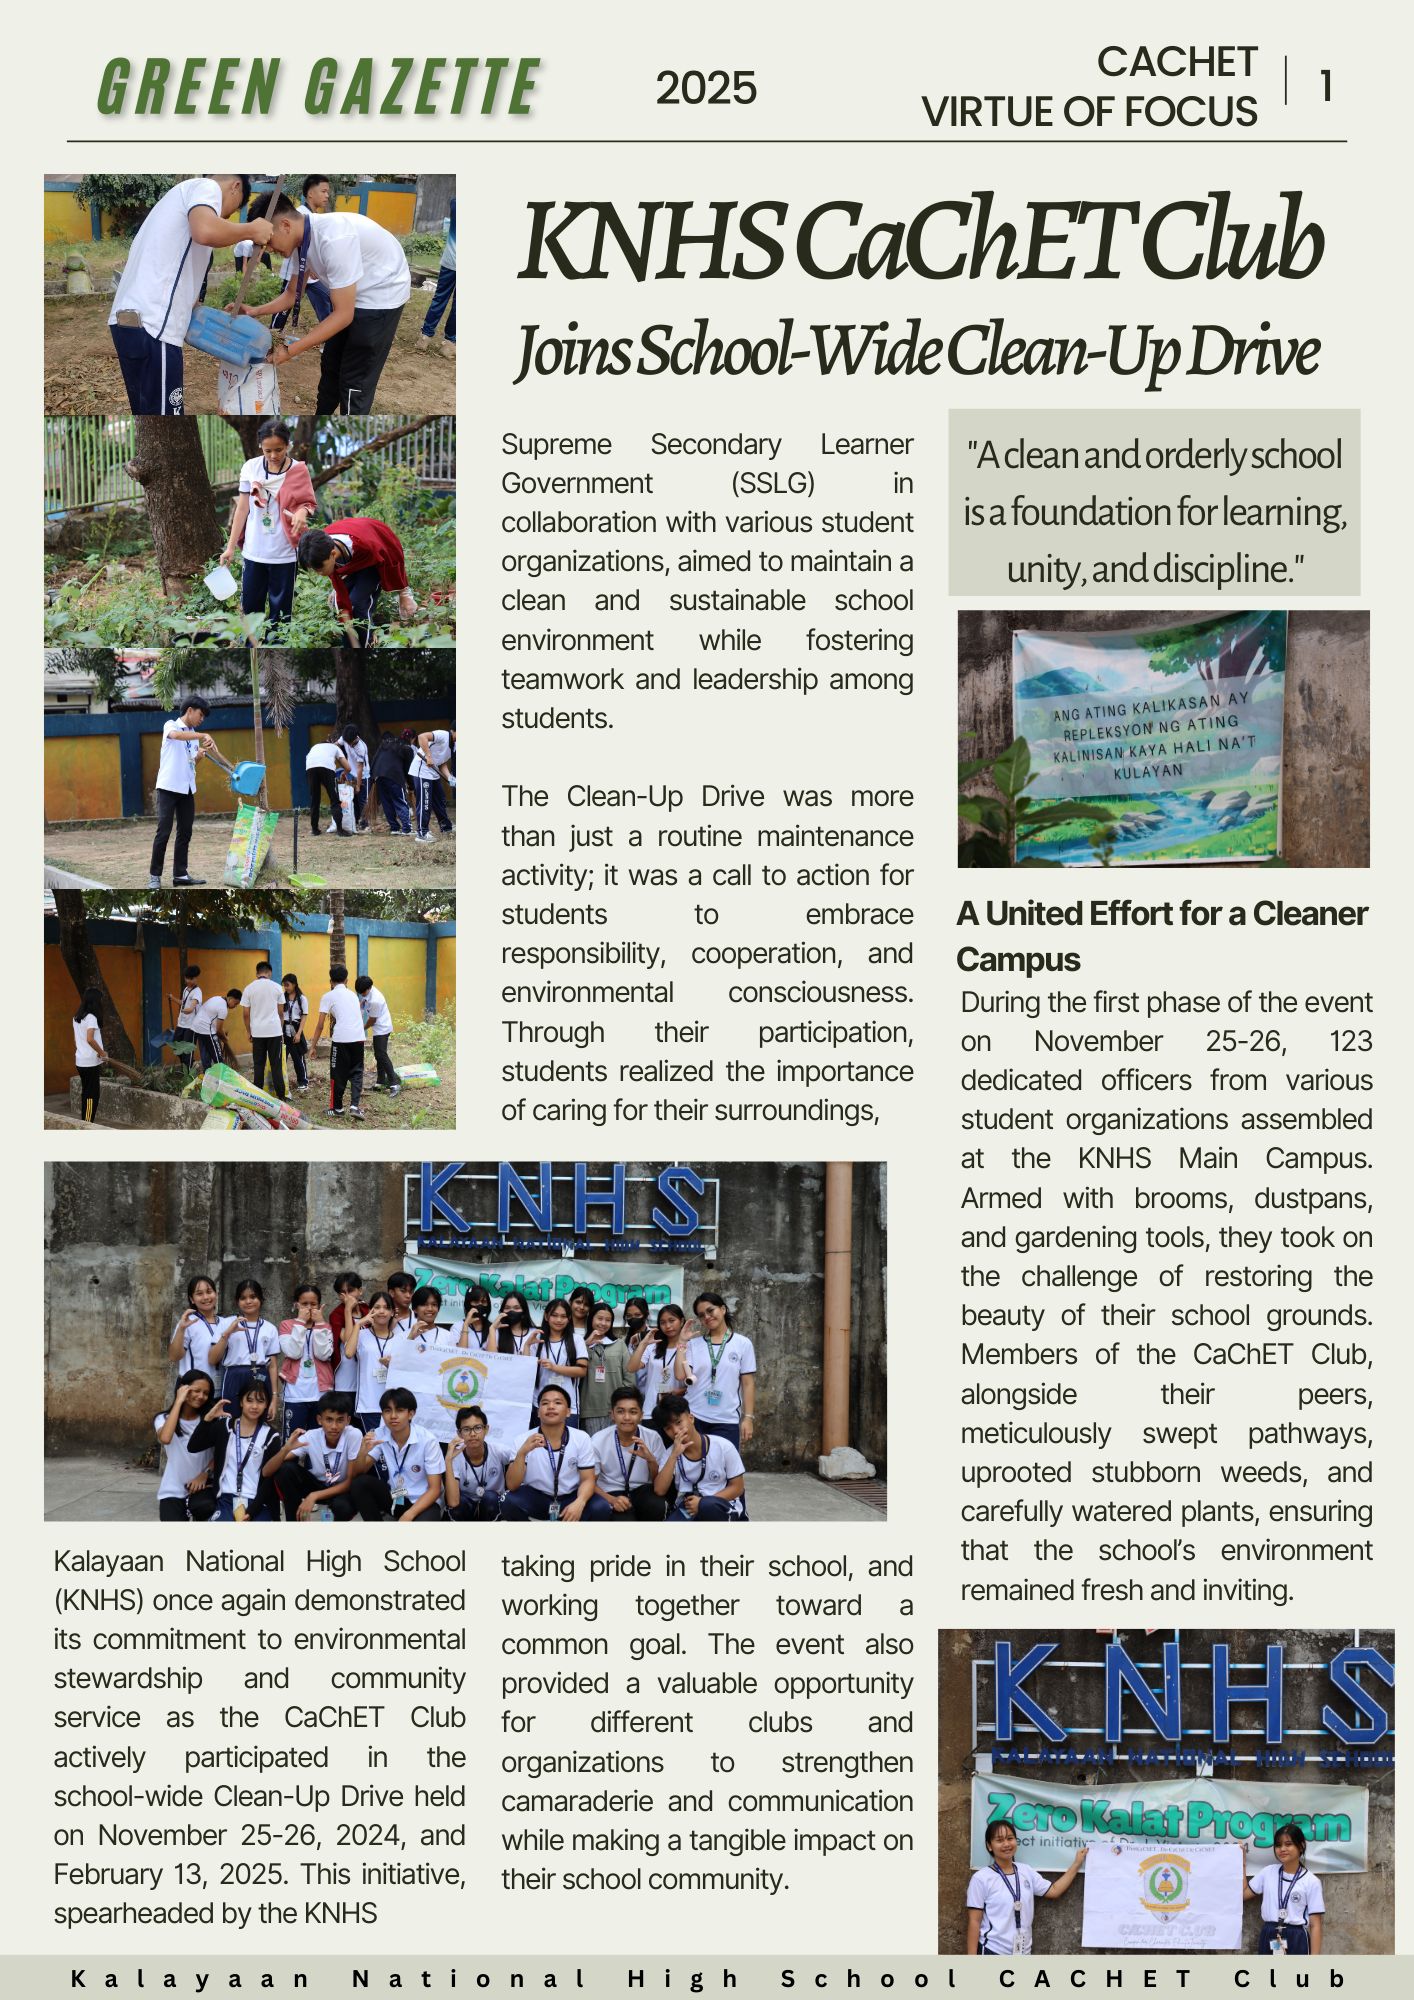 GREEN GAZETTE
2025
CACHET
VIRTUE OF FOCUS
1
KNHS CaChET Club
Joins School-Wide Clean-Up Drive
Kalayaan National High School
(KNHS) once again demonstrated
its commitment to environmental
stewardship and community
service as the CaChET Club
actively participated in the
school-wide Clean-Up Drive held
on November 25-26, 2024, and
February 13, 2025. This initiative,
spearheaded by the KNHS
Supreme Secondary Learner
Government (SSLG) in
collaboration with various student
organizations, aimed to maintain a
clean and sustainable school
environment while fostering
teamwork and leadership among
students.
The Clean-Up Drive was more
than just a routine maintenance
activity; it was a call to action for
students to embrace
responsibility, cooperation, and
environmental consciousness.
Through their participation,
students realized the importance
of caring for their surroundings,
taking pride in their school, and
working together toward a
common goal. The event also
provided a valuable opportunity
for different clubs and
organizations to strengthen
camaraderie and communication
while making a tangible impact on
their school community.
"A clean and orderly school
is a foundation for learning,
unity, and discipline."
ANG ATING KALIKASAN AY
REPLEKSYON NG ATING
KALINISAN KAYA HALI NA'T
KULAYAN
A United Effort for a Cleaner
Campus
During the first phase of the event
on November 25-26, 123
dedicated officers from various
student organizations assembled
at the KNHS Main Campus.
Armed with brooms, dustpans,
and gardening tools, they took on
the challenge of restoring the
beauty of their school grounds.
Members of the CaChET Club,
alongside their peers,
meticulously swept pathways,
uprooted stubborn weeds, and
carefully watered plants, ensuring
that the school's environment
remained fresh and inviting.
KNHS
KALAYAAN NATIONAL HIGH SCHOOL
Zero Kalat Program
KNHS
KALAYAAN NATIONAL HIGH SCHOOL
Zero Kalat Program
CACHET CLUB
Kalayaan National High School CACHET Club